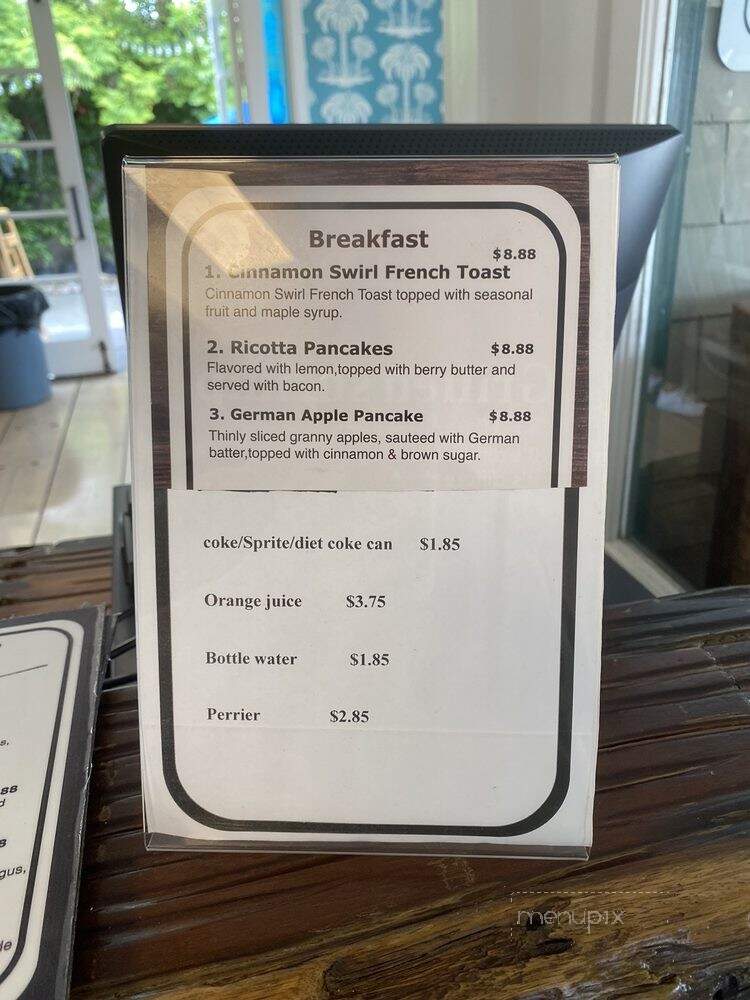 Breakfast
$8.88
1. Cinnamon Swirl French Toast
Cinnamon Swirl French Toast topped with seasonal
fruit and maple syrup.
2. Ricotta Pancakes $8.88
Flavored with lemon,topped with berry butter and
served with bacon.
3. German Apple Pancake $8.88
Thinly sliced granny apples, sauteed with German
batter,topped with cinnamon & brown sugar.
coke/Sprite/diet coke can $1.85
Orange juice $3.75
Bottle water $1.85
Perrier $2.85
menupix